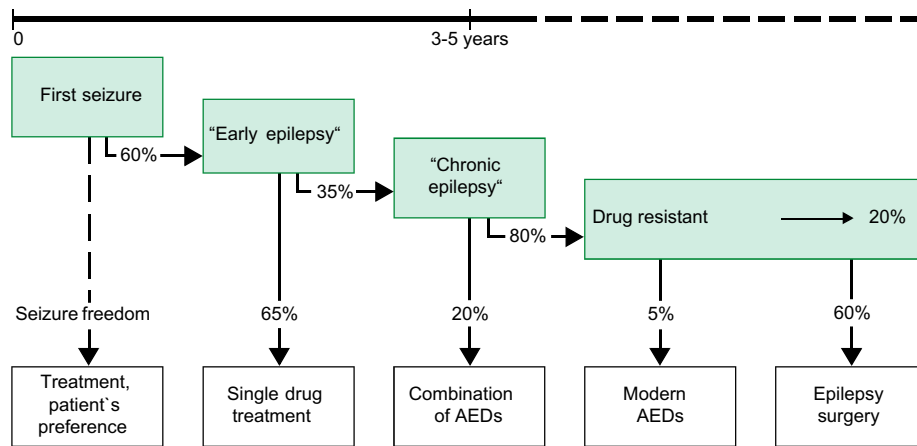 0
3-5 years
First seizure
60%
“Early epilepsy“
35%
“Chronic
epilepsy“
80%
Drug resistant
20%
Seizure freedom
65%
20%
5%
60%
Treatment,
patient`s
preference
Single drug
treatment
Combination
of AEDs
Modern
AEDs
Epilepsy
surgery